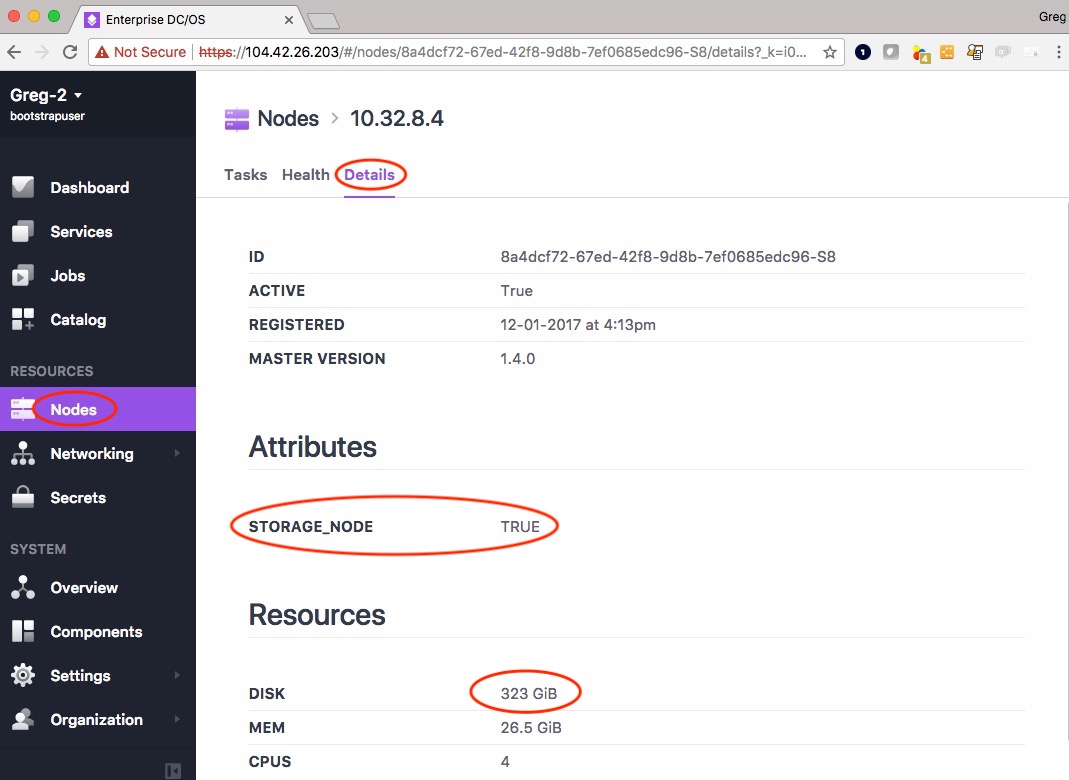 Enterprise DC/OS
Greg
Not Secure https://104.42.26.203/#/nodes/8a4dcf72-67ed-42f8-9d8b-7ef0685edc96-S8/details?_k=i0...
1
4
Greg-2
bootstrapuser
Dashboard
Services
Jobs
Catalog
RESOURCES
Nodes
Networking
Secrets
SYSTEM
Overview
Components
Settings
Organization
Nodes > 10.32.8.4
Tasks Health Details
ID 8a4dcf72-67ed-42f8-9d8b-7ef0685edc96-S8
ACTIVE True
REGISTERED 12-01-2017 at 4:13pm
MASTER VERSION 1.4.0
Attributes
STORAGE_NODE TRUE
Resources
DISK 323 GiB
MEM 26.5 GiB
CPUS 4